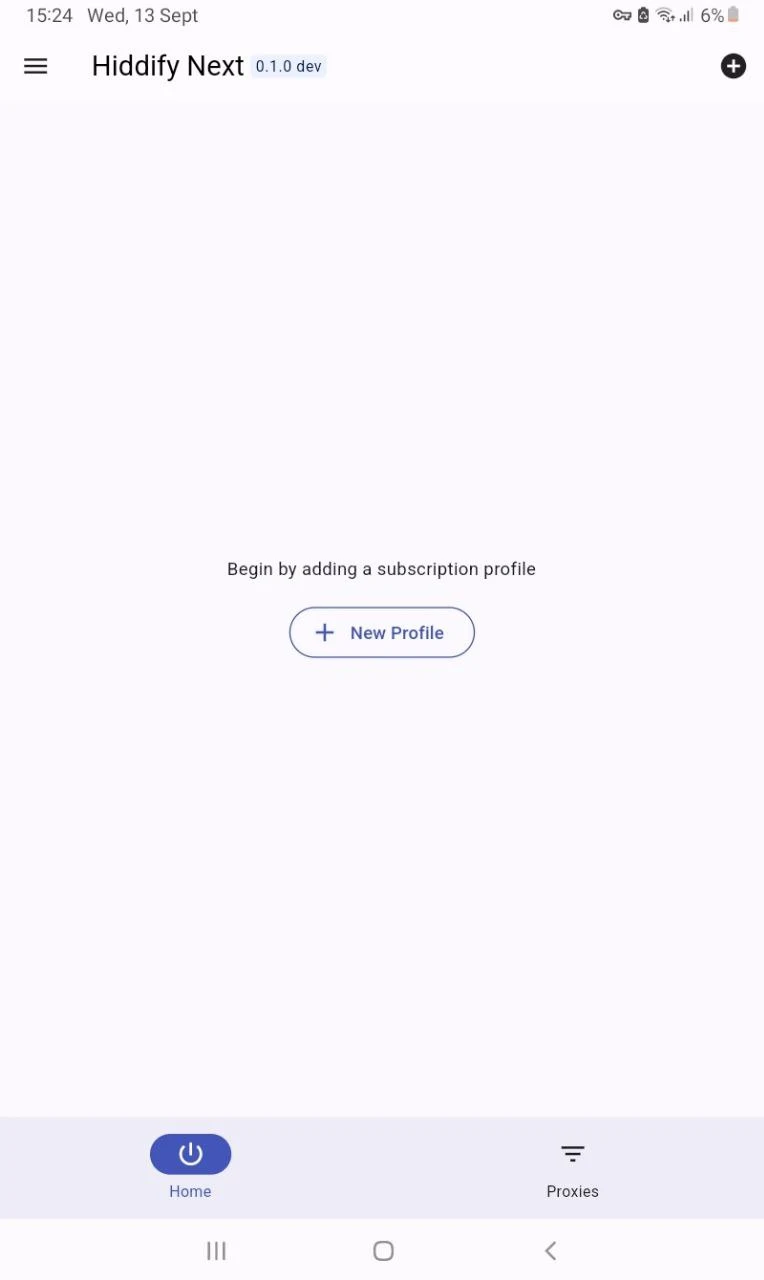 15:24 Wed, 13 Sept 6%
Hiddify Next 0.1.0 dev
Begin by adding a subscription profile
New Profile
Home Proxies